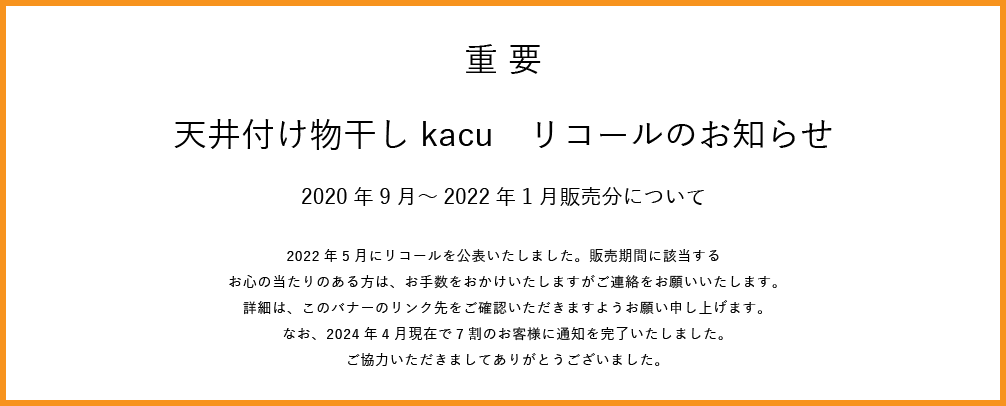 重要
天井付け物干し kacu　リコールのお知らせ
2020 年 9 月～ 2022 年 1 月販売分について
2022 年 5 月にリコールを公表いたしました。販売期間に該当する
お心の当たりのある方は、お手数をおかけいたしますがご連絡をお願いいたします。
詳細は、このバナーのリンク先をご確認いただきますようお願い申し上げます。
なお、2024 年 4 月現在で 7 割のお客様に通知を完了いたしました。
ご協力いただきましてありがとうございました。